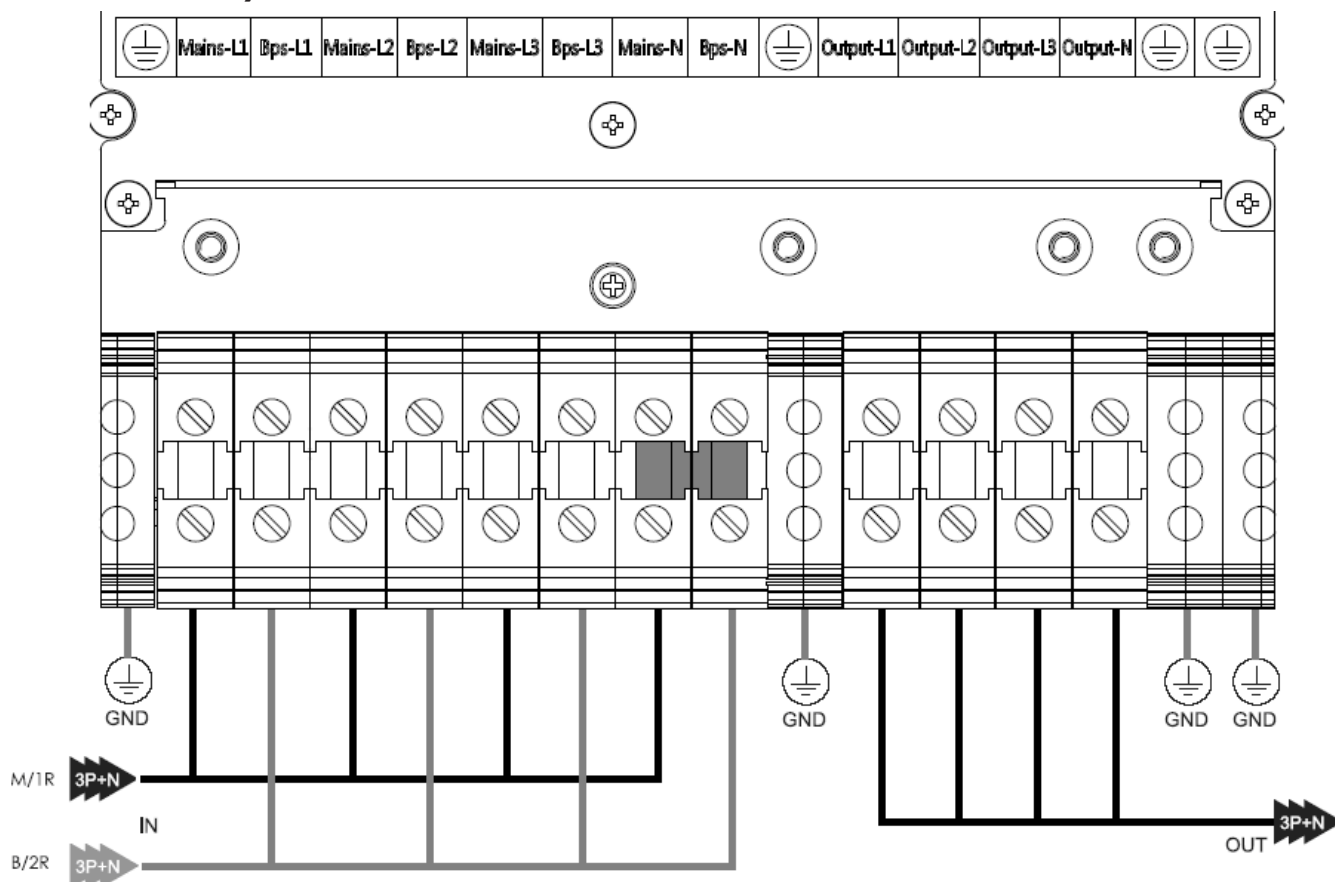 Mains-L1 Bps-L1 Mains-L2 Bps-L2 Mains-L3 Bps-L3 Mains-N Bps-N Output-L1 Output-L2 Output-L3 Output-N
GND GND GND GND
M/1R 3P+N
IN
3P+N
OUT
B/2R 3P+N